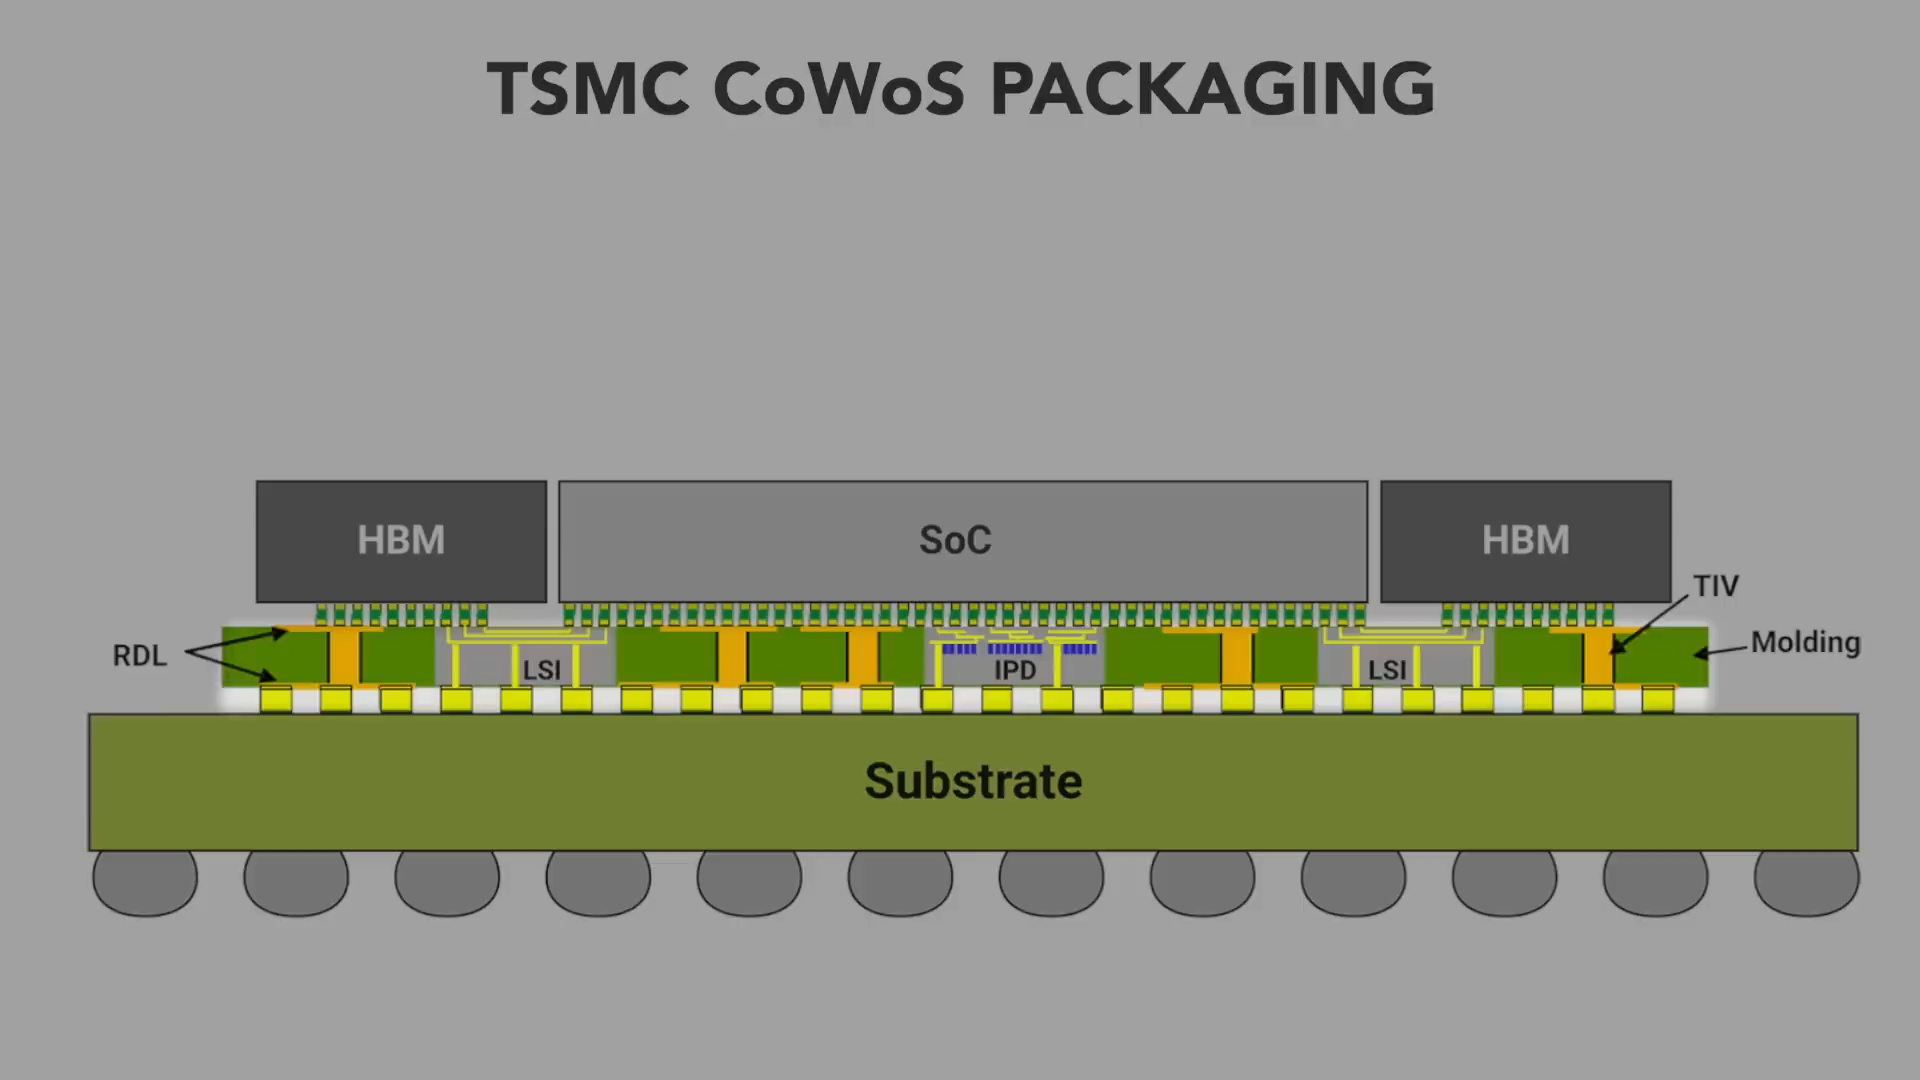 TSMC CoWoS PACKAGING
HBM
SoC
HBM
TIV
RDL
LSI
IPD
LSI
Molding
Substrate